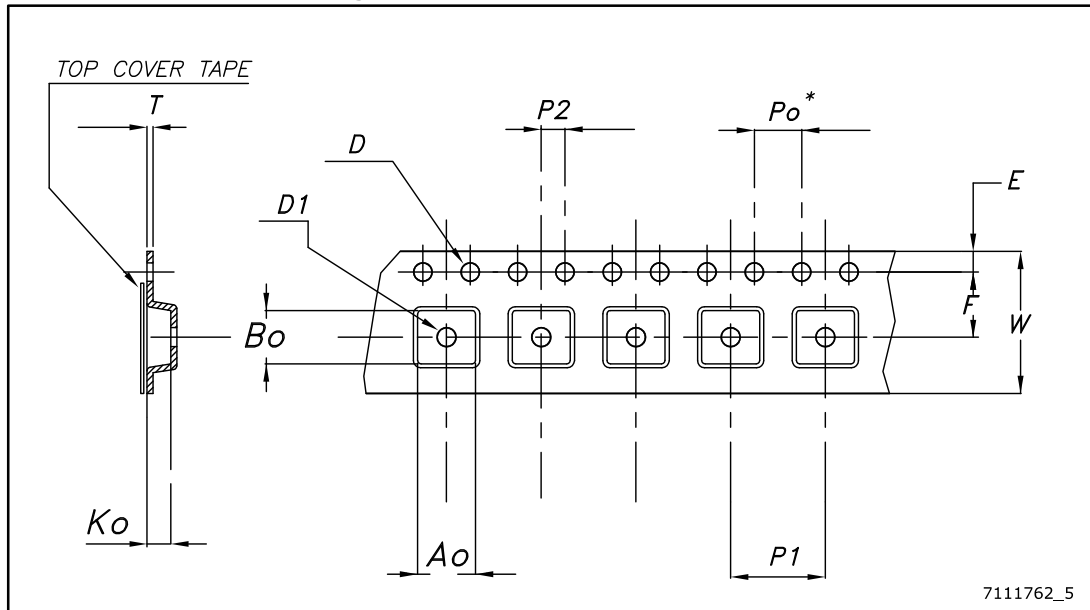 TOP COVER TAPE
T
P2
Po*
D
E
D1
F
W
Bo
Ko
Ao
P1
7111762_5